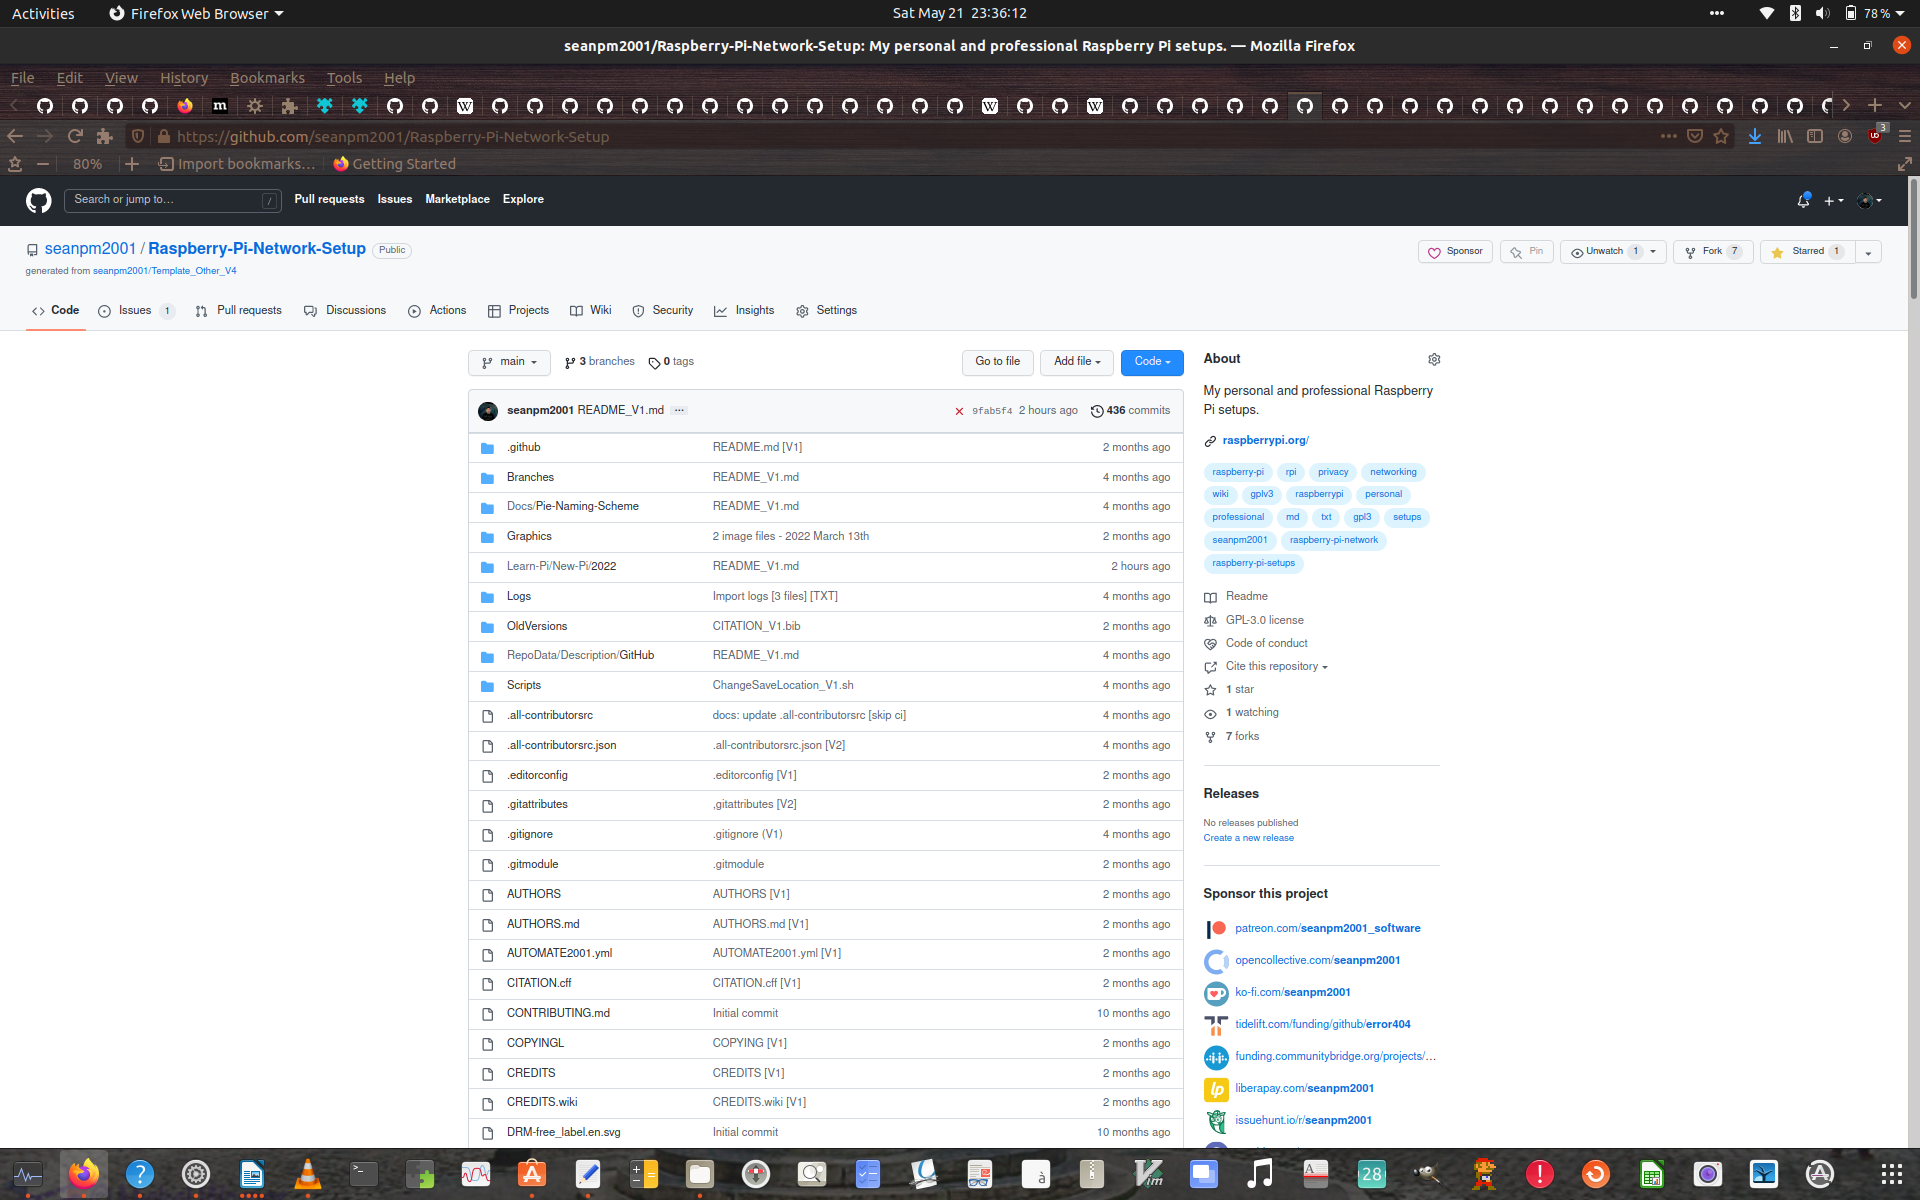 Activities Firefox Web Browser Sat May 21 23:36:12 78 %
seanpm2001/Raspberry-Pi-Network-Setup: My personal and professional Raspberry Pi setups. — Mozilla Firefox
File Edit View History Bookmarks Tools Help
https://github.com/seanpm2001/Raspberry-Pi-Network-Setup 3
80% Import bookmarks... Getting Started
Search or jump to... / Pull requests Issues Marketplace Explore
seanpm2001 / Raspberry-Pi-Network-Setup Public Sponsor Pin Unwatch 1 Fork 7 Starred 1
generated from seanpm2001/Template_Other_V4
Code Issues 1 Pull requests Discussions Actions Projects Wiki Security Insights Settings
main 3 branches 0 tags Go to file Add file Code
seanpm2001 README_V1.md ... 9fab5f4 2 hours ago 436 commits
.github README.md [V1] 2 months ago
Branches README_V1.md 4 months ago
Docs/Pie-Naming-Scheme README_V1.md 4 months ago
Graphics 2 image files - 2022 March 13th 2 months ago
Learn-Pi/New-Pi/2022 README_V1.md 2 hours ago
Logs Import logs [3 files] [TXT] 4 months ago
OldVersions CITATION_V1.bib 2 months ago
RepoData/Description/GitHub README_V1.md 4 months ago
Scripts ChangeSaveLocation_V1.sh 4 months ago
.all-contributorsrc docs: update .all-contributorsrc [skip ci] 4 months ago
.all-contributorsrc.json .all-contributorsrc.json [V2] 4 months ago
.editorconfig .editorconfig [V1] 2 months ago
.gitattributes ,gitattributes [V2] 2 months ago
.gitignore .gitignore (V1) 4 months ago
.gitmodule .gitmodule 2 months ago
AUTHORS AUTHORS [V1] 2 months ago
AUTHORS.md AUTHORS.md [V1] 2 months ago
AUTOMATE2001.yml AUTOMATE2001.yml [V1] 2 months ago
CITATION.cff CITATION.cff [V1] 2 months ago
CONTRIBUTING.md Initial commit 10 months ago
COPYINGL COPYING [V1] 2 months ago
CREDITS CREDITS [V1] 2 months ago
CREDITS.wiki CREDITS.wiki [V1] 2 months ago
DRM-free_label.en.svg Initial commit 10 months ago
About
My personal and professional Raspberry
Pi setups.
raspberrypi.org/
raspberry-pi rpi privacy networking
wiki gplv3 raspberrypi personal
professional md txt gpl3 setups
seanpm2001 raspberry-pi-network
raspberry-pi-setups
Readme
GPL-3.0 license
Code of conduct
Cite this repository
1 star
1 watching
7 forks
Releases
No releases published
Create a new release
Sponsor this project
patreon.com/seanpm2001_software
opencollective.com/seanpm2001
ko-fi.com/seanpm2001
tidelift.com/funding/github/error404
funding.communitybridge.org/projects/...
liberapay.com/seanpm2001
issuehunt.io/r/seanpm2001
28